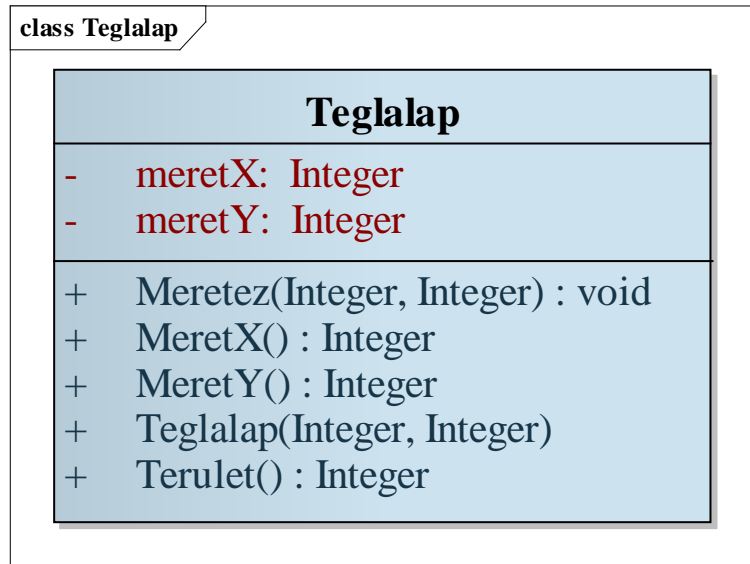 class Teglalap
Teglalap
- meretX: Integer
- meretY: Integer
+ Meretez(Integer, Integer) : void
+ MeretX() : Integer
+ MeretY() : Integer
+ Teglalap(Integer, Integer)
+ Terulet() : Integer